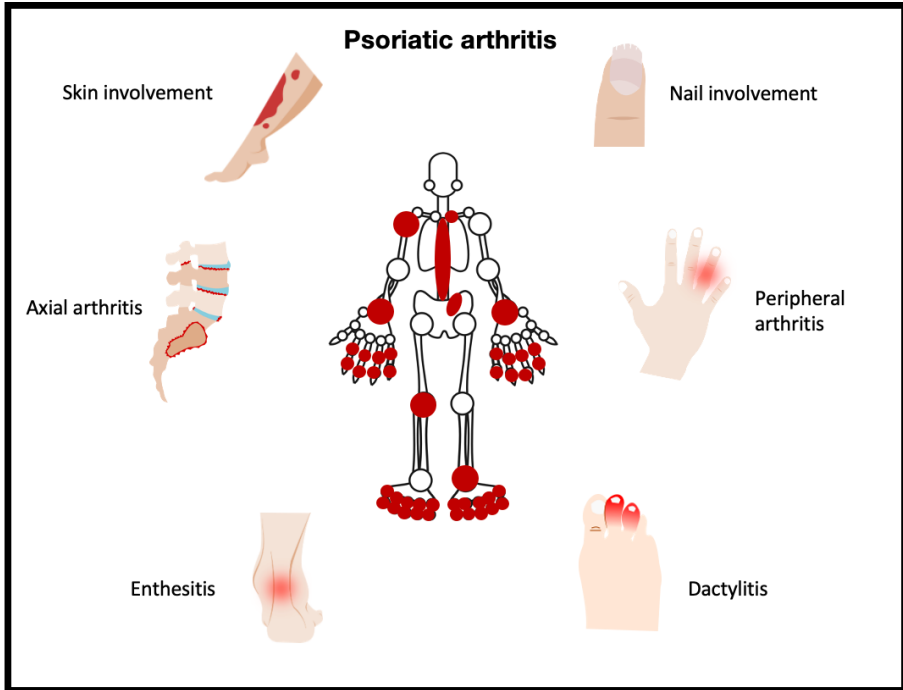 Psoriatic arthritis
Skin involvement
Nail involvement
Axial arthritis
Peripheral
arthritis
Enthesitis
Dactylitis